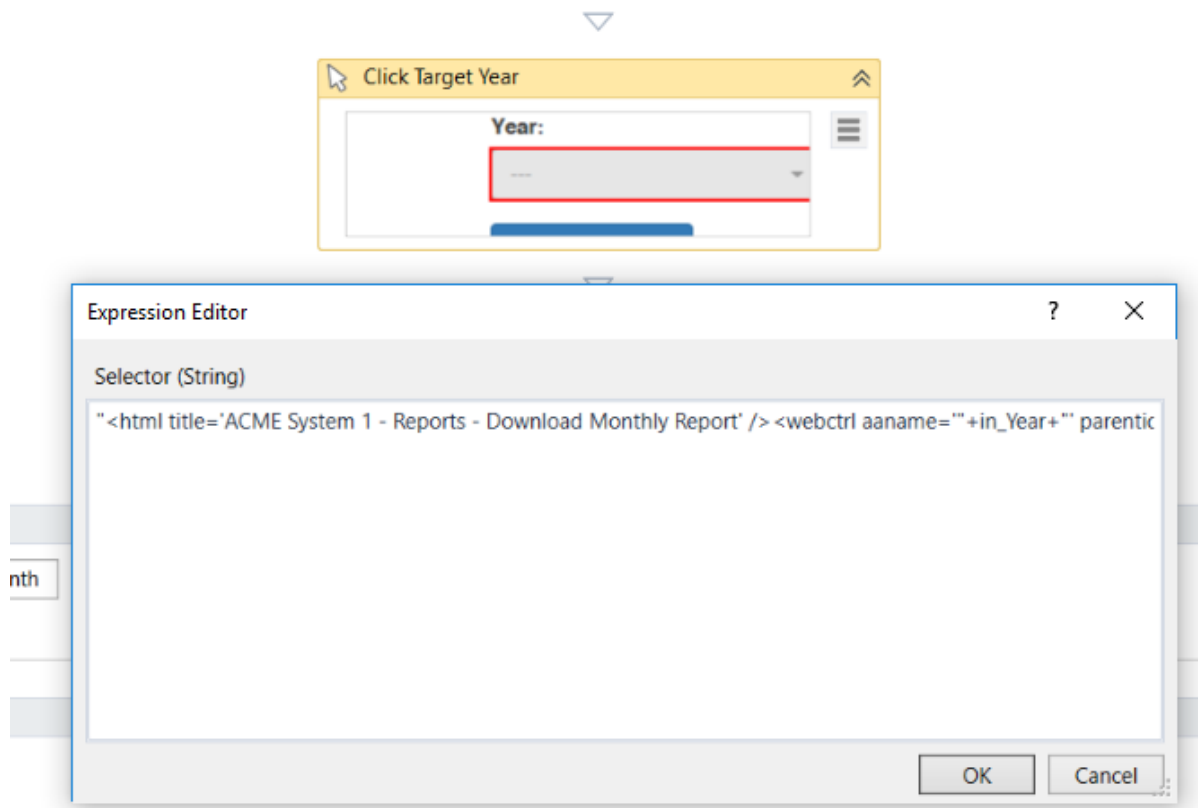 Click Target Year
Year:
---
Expression Editor
?
Selector (String)
"<html title='ACME System 1 - Reports - Download Monthly Report' /><webctrl aaname='"+in_Year+"' parentic
nth
OK
Cancel